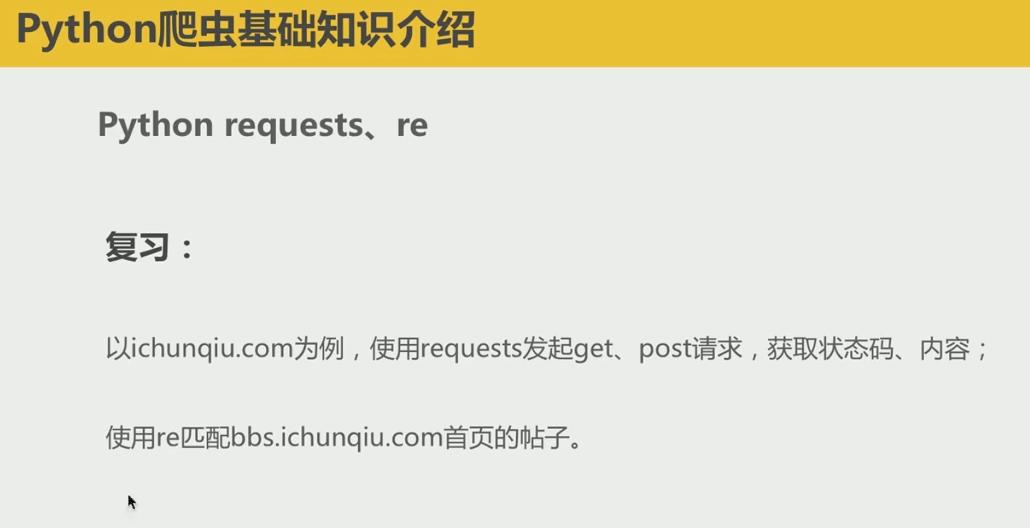 Python爬虫基础知识介绍
Python requests、re
复习：
以ichunqiu.com为例，使用requests发起get、post请求，获取状态码、内容；
使用re匹配bbs.ichunqiu.com首页的帖子。